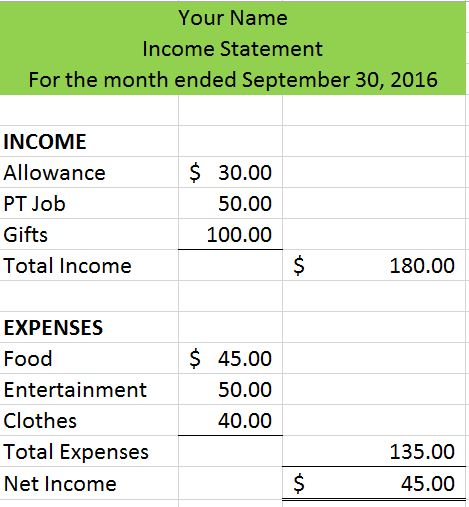 Your Name
Income Statement
For the month ended September 30, 2016
INCOME
Allowance $ 30.00
PT Job 50.00
Gifts 100.00
Total Income $ 180.00
EXPENSES
Food $ 45.00
Entertainment 50.00
Clothes 40.00
Total Expenses 135.00
Net Income $ 45.00